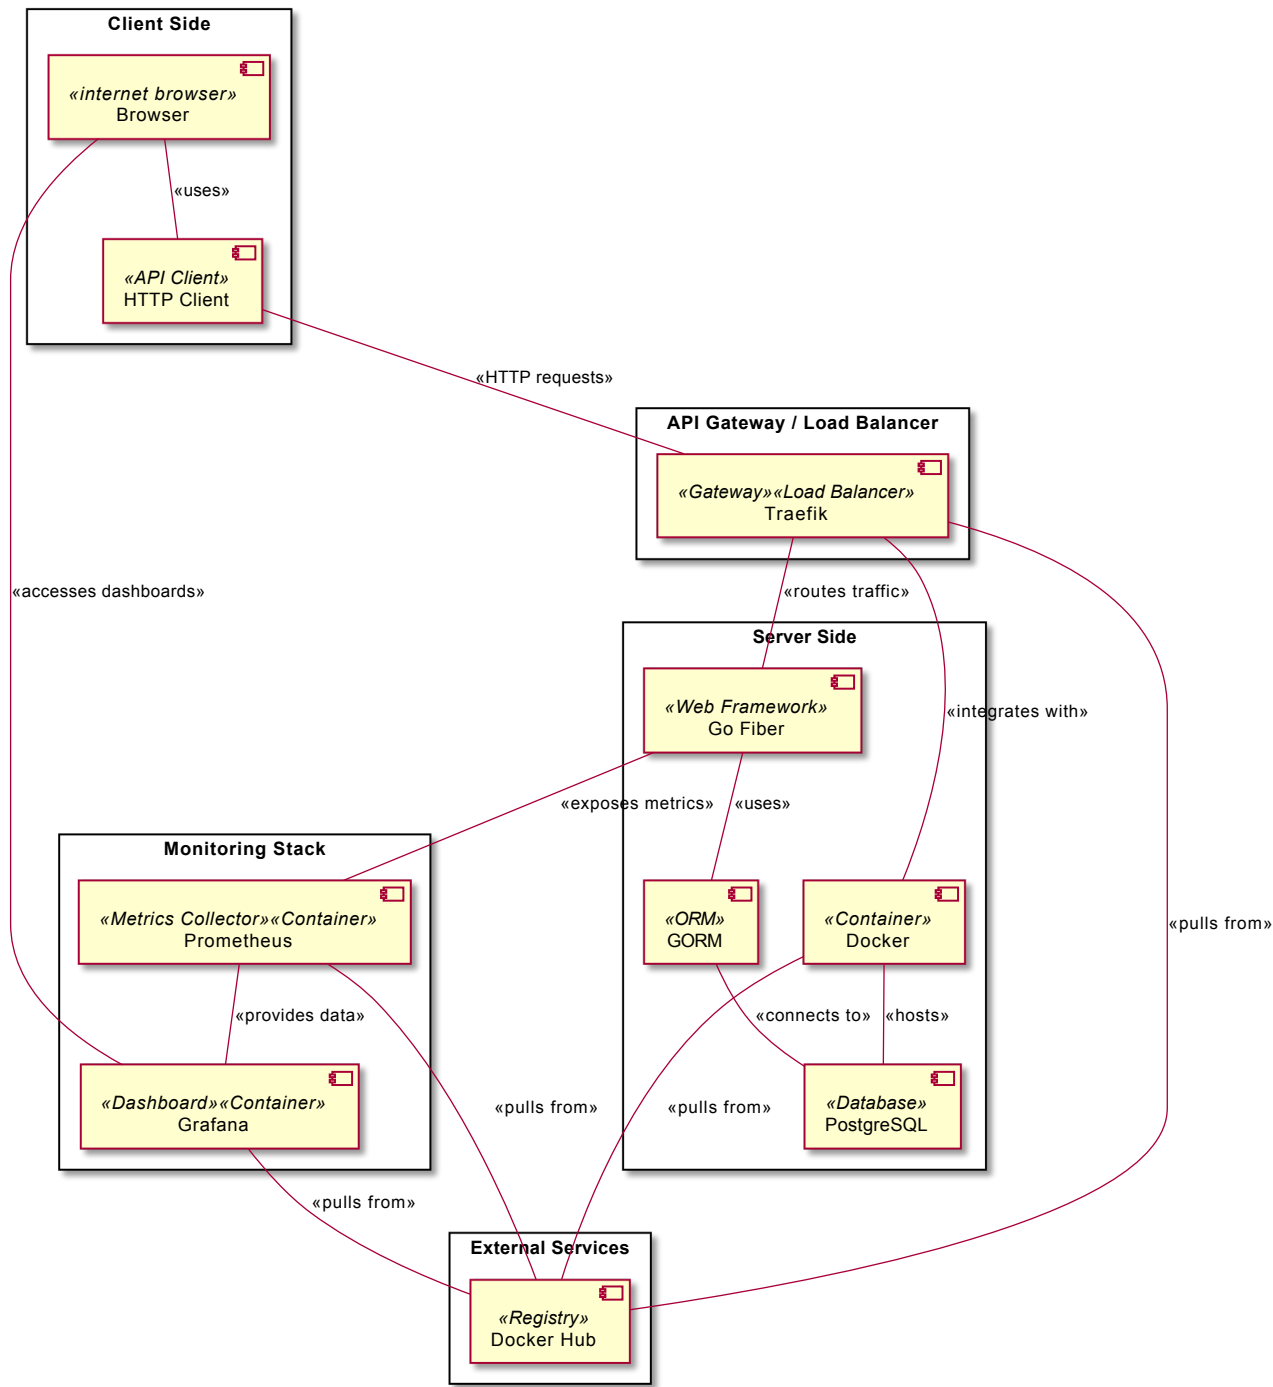 Client Side
«internet browser»
Browser
«uses»
«API Client»
HTTP Client
«HTTP requests»
API Gateway / Load Balancer
«Gateway»«Load Balancer»
Traefik
«accesses dashboards»
«routes traffic»
Server Side
«Web Framework»
Go Fiber
«integrates with»
«exposes metrics»
«uses»
Monitoring Stack
«Metrics Collector»«Container»
Prometheus
«ORM»
GORM
«Container»
Docker
«pulls from»
«provides data»
«connects to»
«hosts»
«Dashboard»«Container»
Grafana
«pulls from»
«pulls from»
«Database»
PostgreSQL
«pulls from»
External Services
«Registry»
Docker Hub